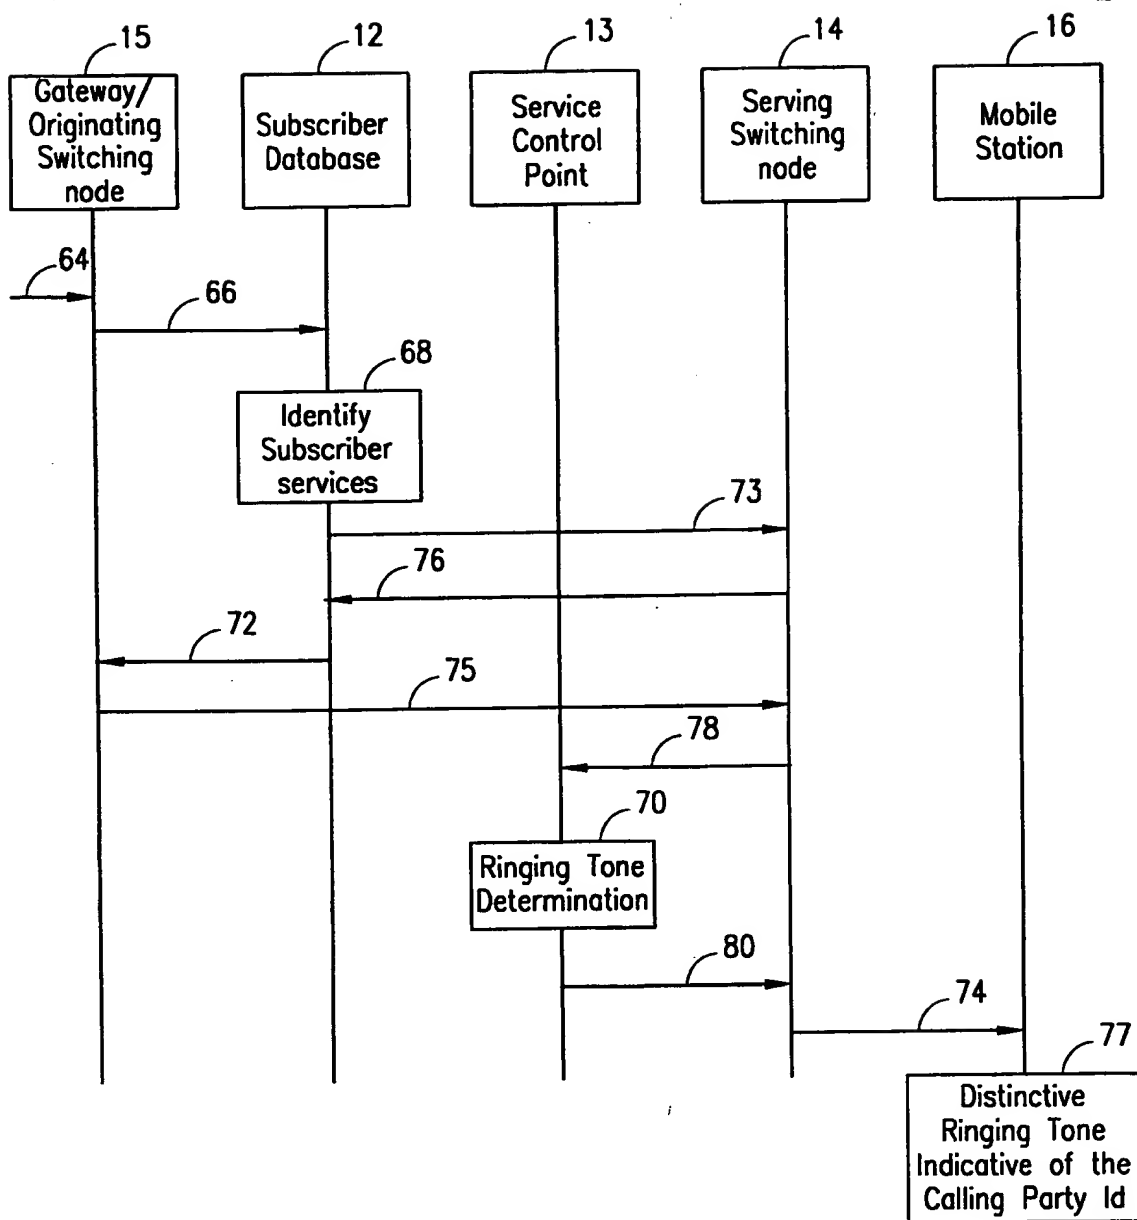 15
12
13
14
16
Gateway/
Originating
Switching
node
Subscriber
Database
Service
Control
Point
Serving
Switching
node
Mobile
Station
64
66
68
Identify
Subscriber
services
73
76
72
75
78
70
Ringing Tone
Determination
80
74
77
Distinctive
Ringing Tone
Indicative of the
Calling Party Id